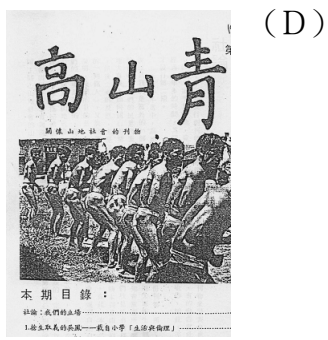 (D)
第
高山青
關懷山地社會的刊物
本期目錄：
社論：我們的立場
1.捨生取義的吳鳳——載自小學「生活與倫理」